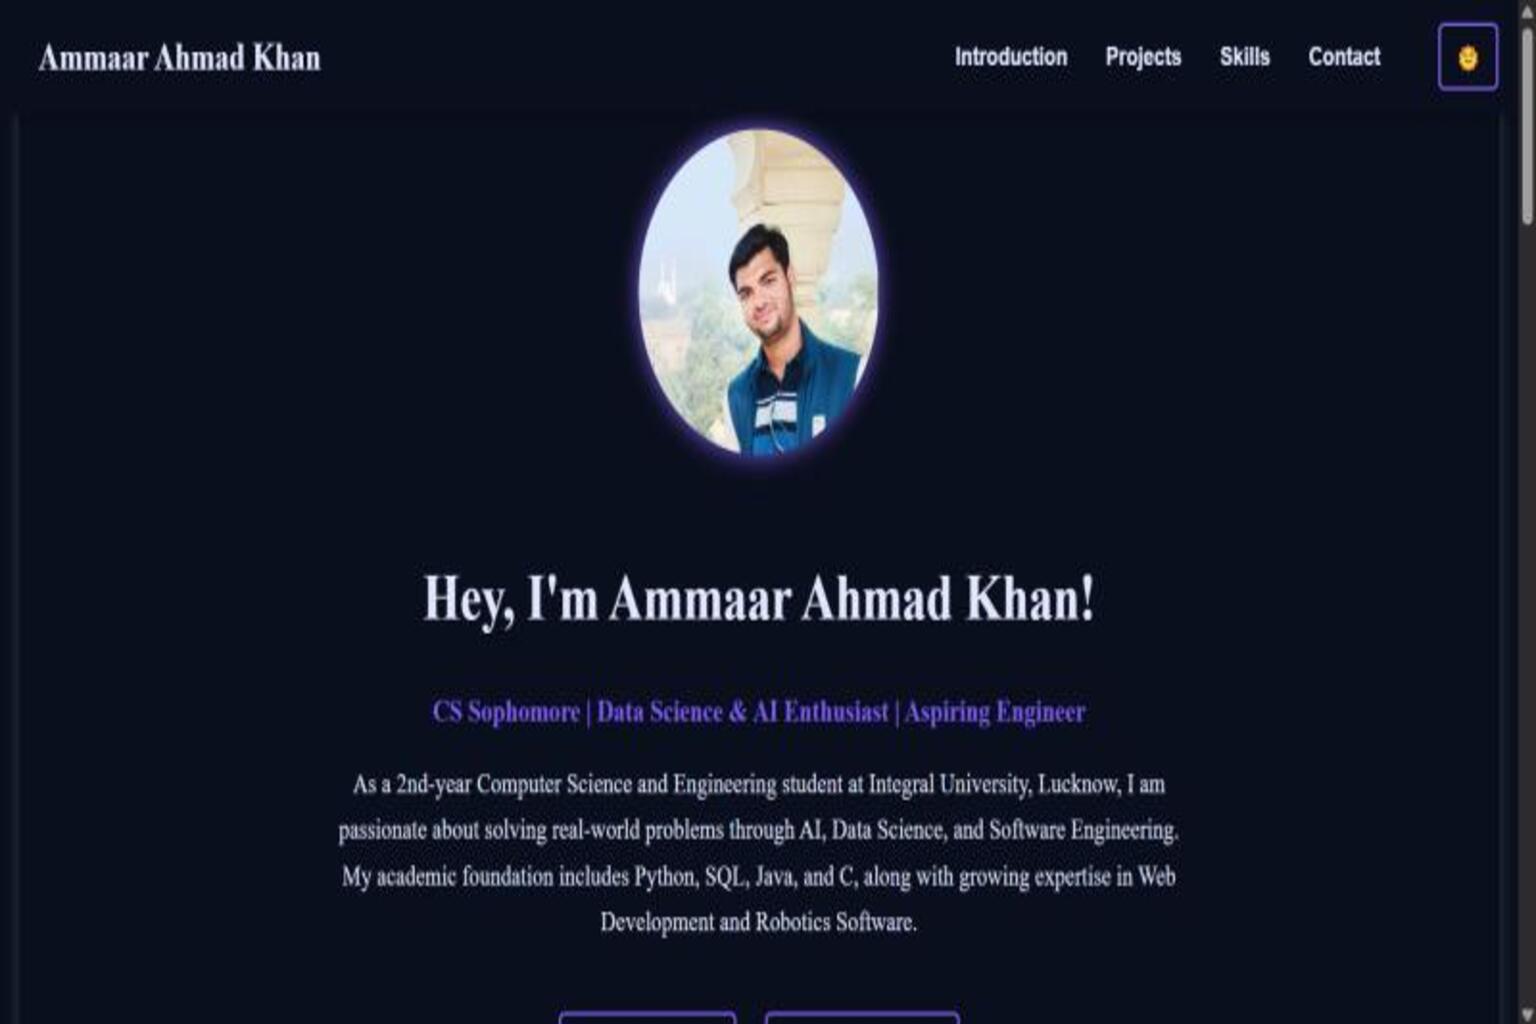 Ammaar Ahmad Khan
Introduction Projects Skills Contact
Hey, I'm Ammaar Ahmad Khan!
CS Sophomore | Data Science & AI Enthusiast | Aspiring Engineer
As a 2nd-year Computer Science and Engineering student at Integral University, Lucknow, I am
passionate about solving real-world problems through AI, Data Science, and Software Engineering.
My academic foundation includes Python, SQL, Java, and C, along with growing expertise in Web
Development and Robotics Software.